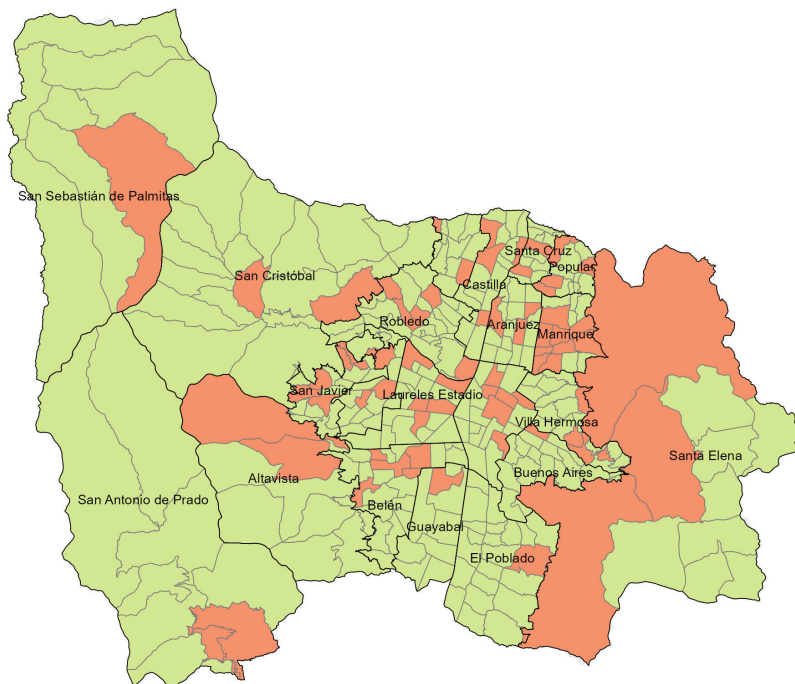 San Sebastián de Palmitas
Santa Cruz
Popular
San Cristóbal
Castilla
Robledo
Aranjuez
Manrique
San Javier
Laureles Estadio
Villa Hermosa
Santa Elena
Buenos Aires
Altavista
San Antonio de Prado
Belén
Guayabal
El Poblado